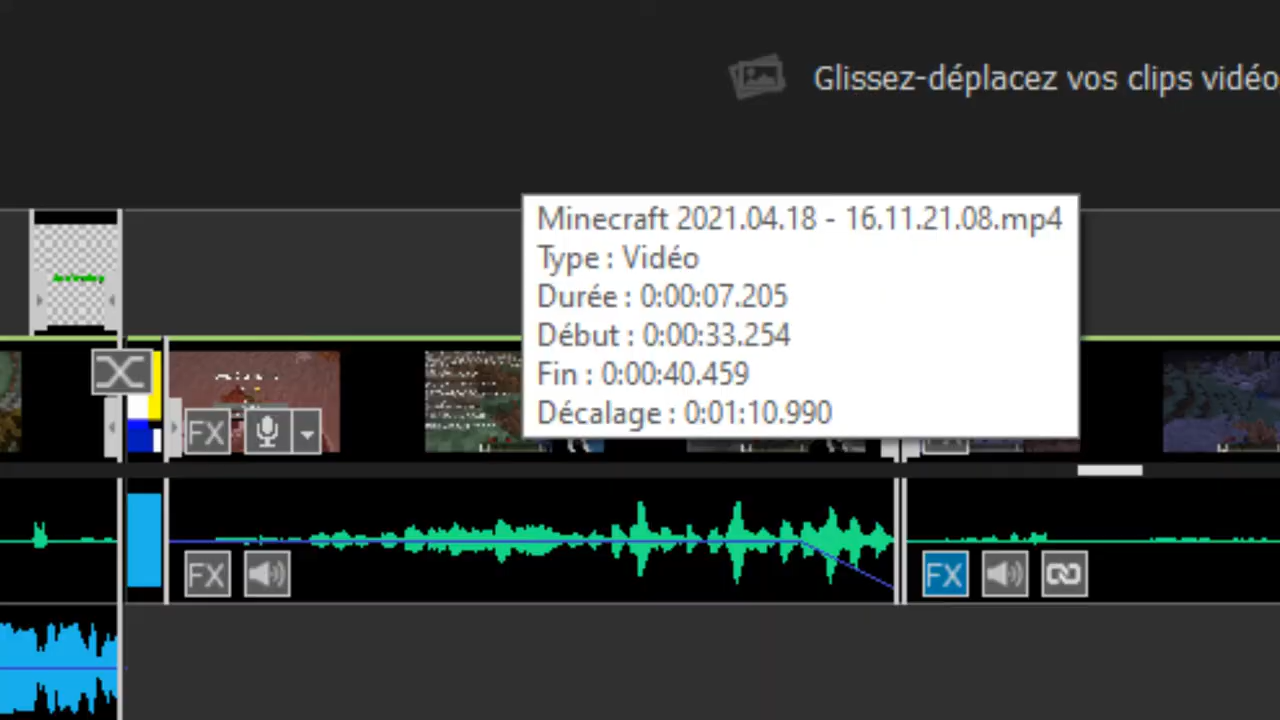 Glissez-déplacez vos clips vidéo
Minecraft 2021.04.18 - 16.11.21.08.mp4
Type : Vidéo
Durée : 0:00:07.205
Début : 0:00:33.254
Fin : 0:00:40.459
Décalage : 0:01:10.990
FX
FX
FX